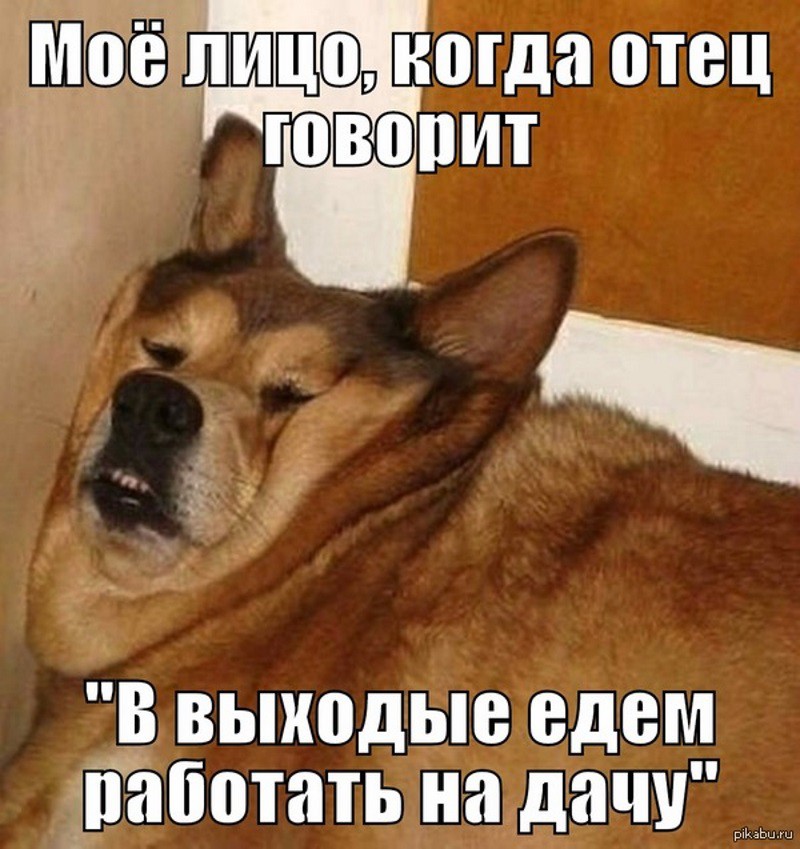 Моё лицо, когда отец
говорит
"В выходые едем
работать на дачу"
pikabu.ru